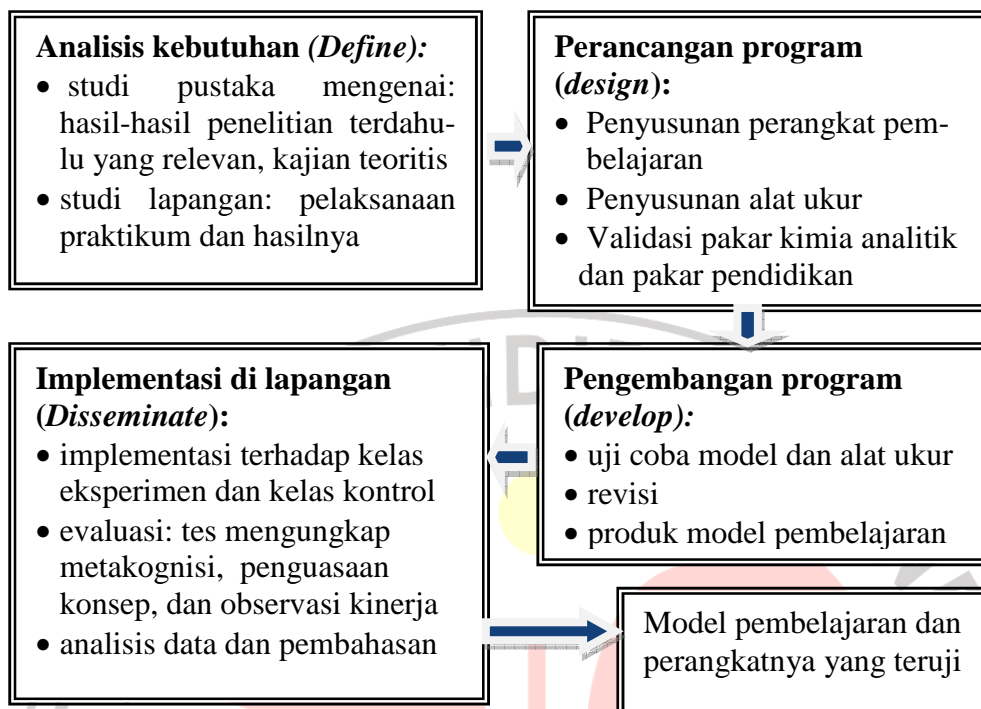 Analisis kebutuhan (Define):
• studi pustaka mengenai:
hasil-hasil penelitian terdahu-
lu yang relevan, kajian teoritis
• studi lapangan: pelaksanaan
praktikum dan hasilnya
Perancangan program
(design):
• Penyusunan perangkat pem-
belajaran
• Penyusunan alat ukur
• Validasi pakar kimia analitik
dan pakar pendidikan
Pengembangan program
(develop):
• uji coba model dan alat ukur
• revisi
• produk model pembelajaran
Implementasi di lapangan
(Disseminate):
• implementasi terhadap kelas
eksperimen dan kelas kontrol
• evaluasi: tes mengungkap
metakognisi, penguasaan
konsep, dan observasi kinerja
• analisis data dan pembahasan
Model pembelajaran dan
perangkatnya yang teruji